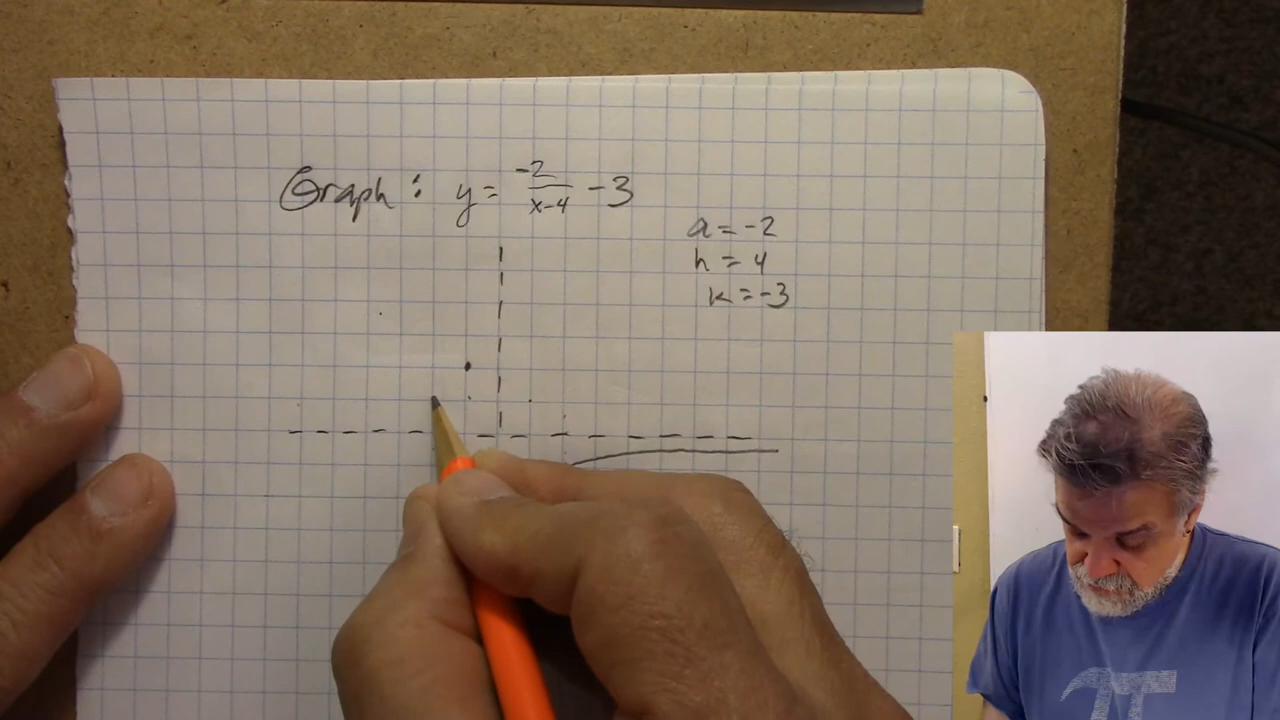 Graph: y = -2/(x-4) -3
a = -2
h = 4
k = -3